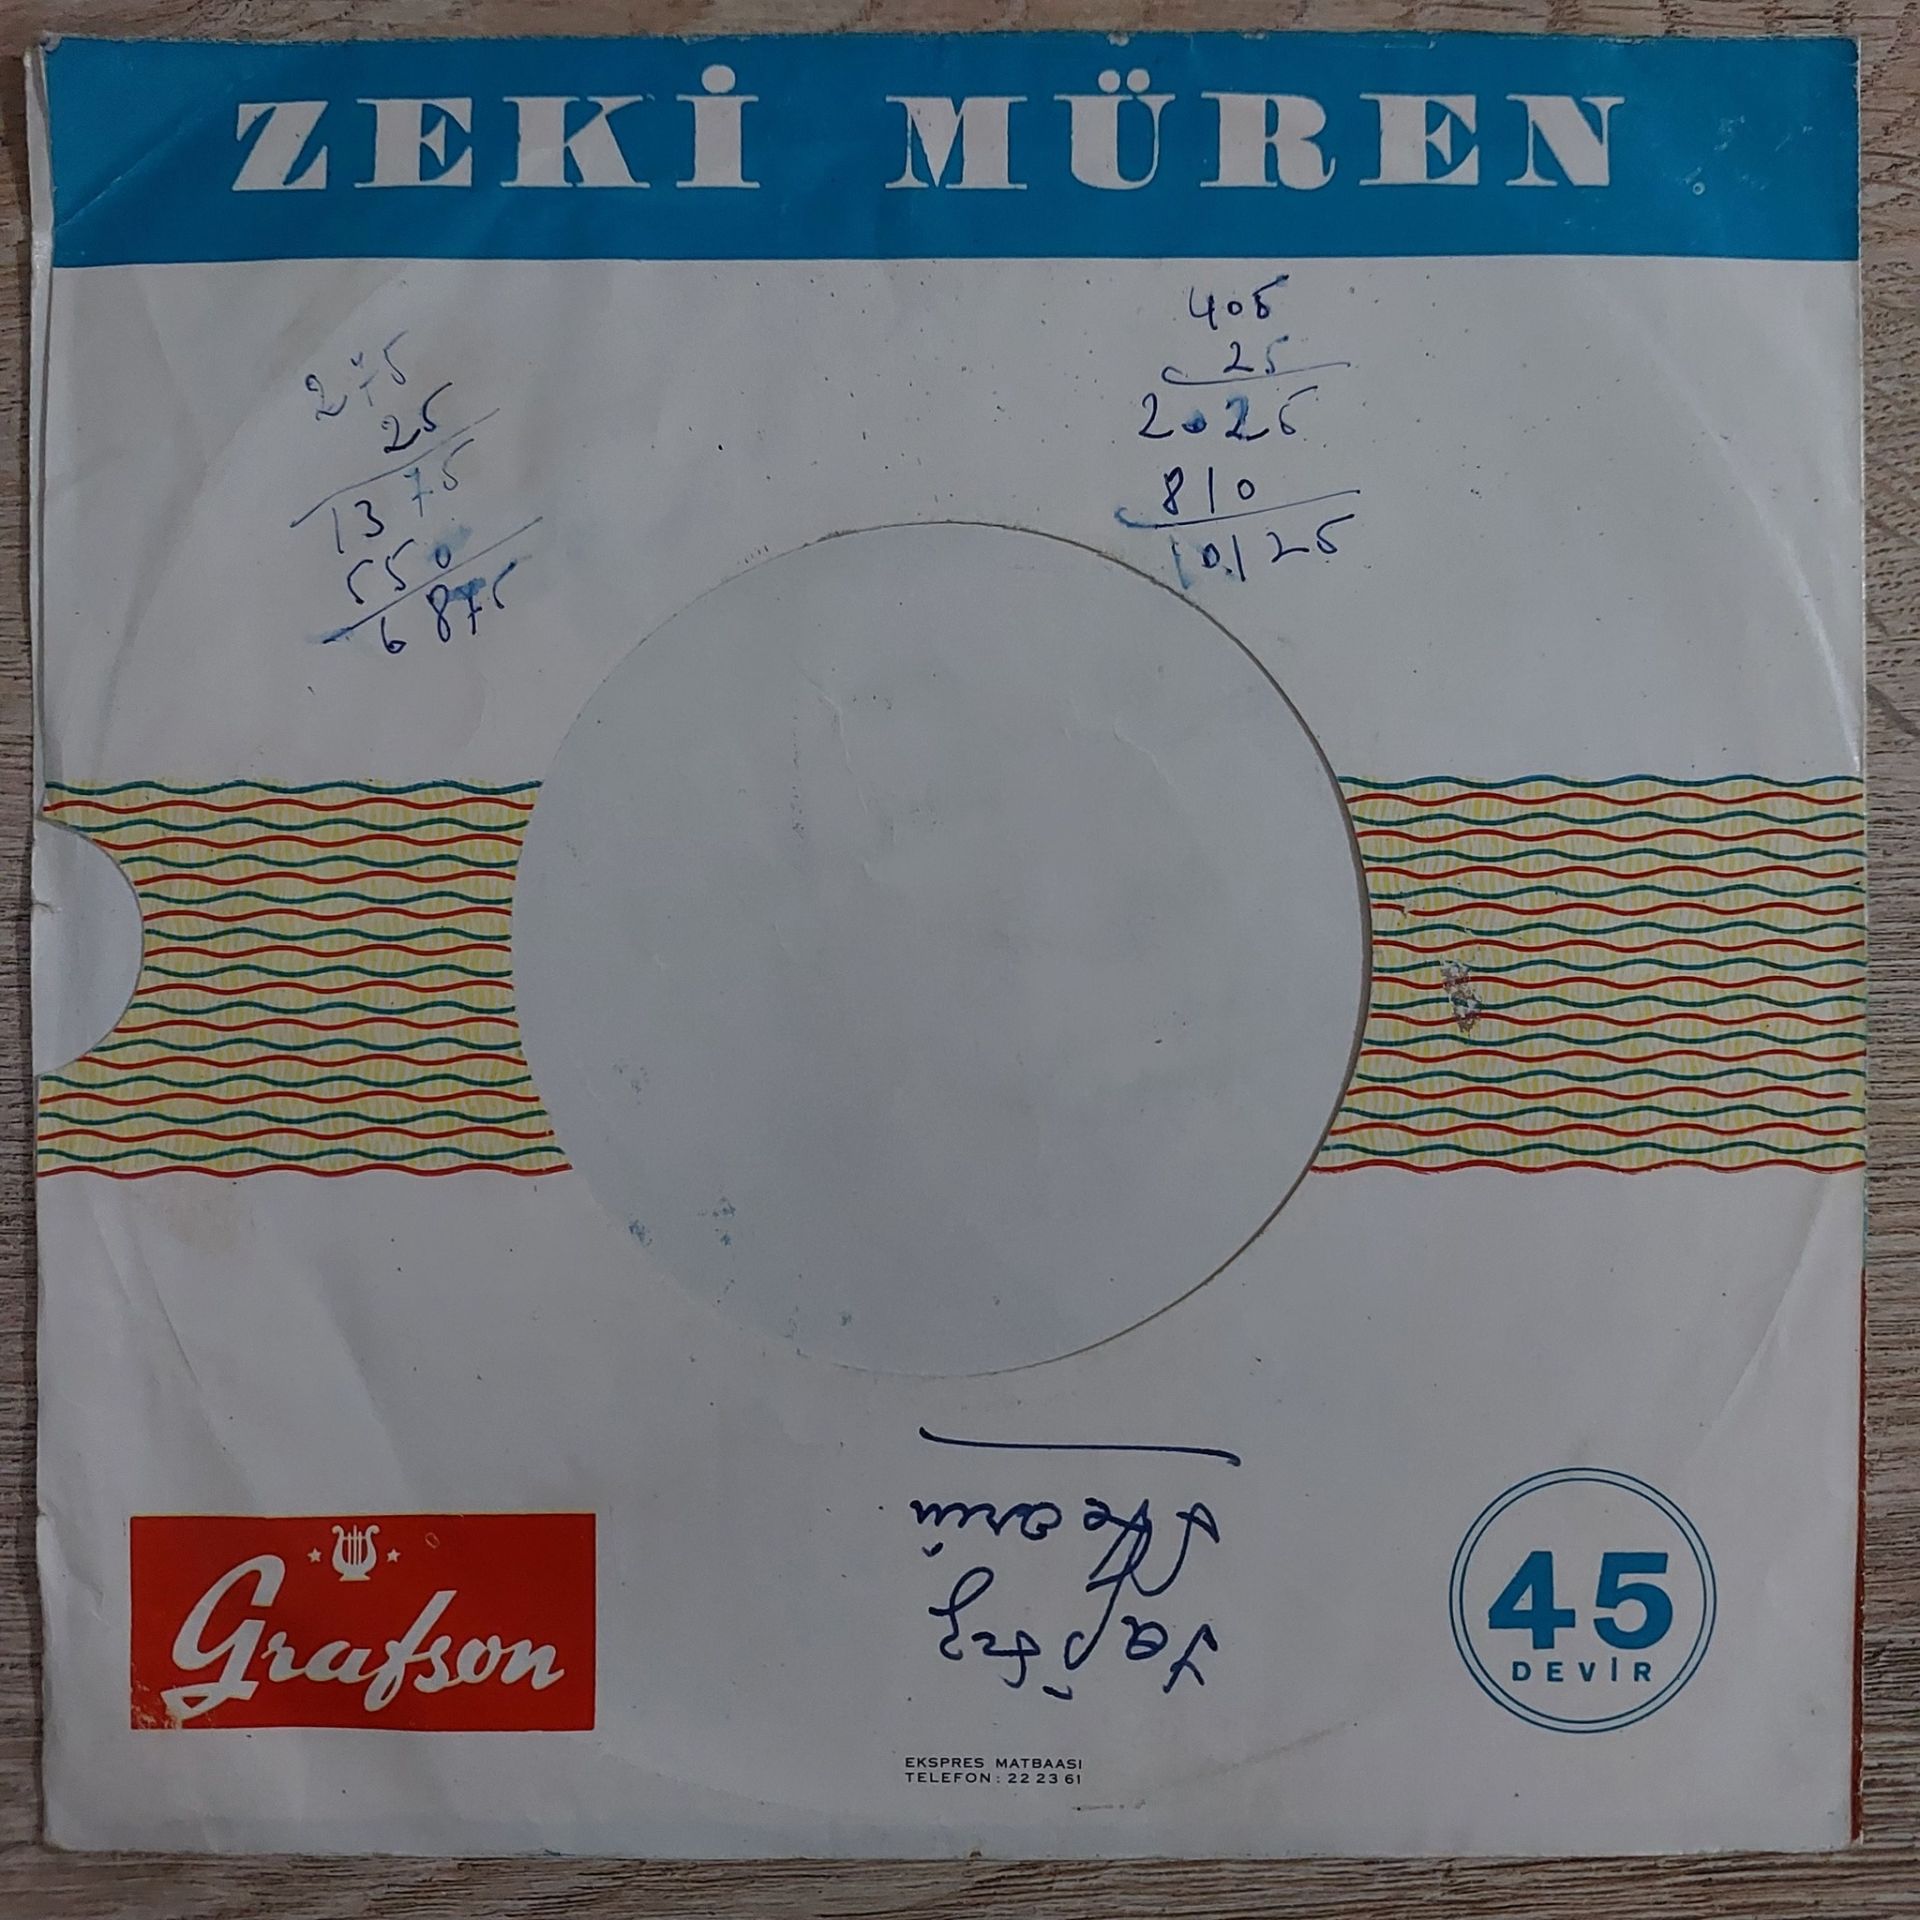 ZEKİ MÜREN
275
25
1375
550
6875
405
25
2025
810
10125
Grafson
45
DEVİR
EKSPRES MATBAASI
TELEFON: 22 23 61